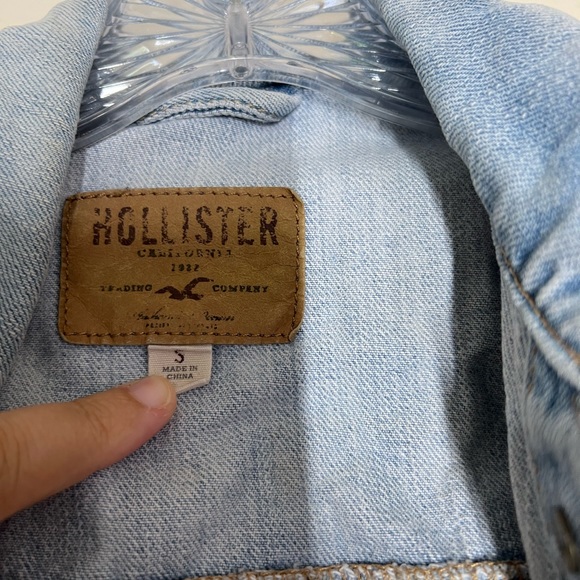 HOLLISTER
CALIFORNIA
1922
TRADING COMPANY
S
MADE IN
CHINA